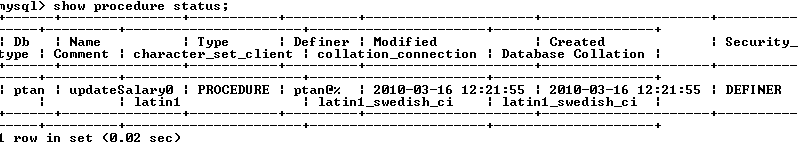 mysql> show procedure status;
+------+---------------+-----------+---------+---------------------+---------------------+----------
| Db | Name | Type | Definer | Modified | Created | Security_
type | Comment | character_set_client | collation_connection | Database Collation |
| ptan | updateSalary0 | PROCEDURE | ptan@% | 2010-03-16 12:21:55 | 2010-03-16 12:21:55 | DEFINER
| | latin1 | latin1_swedish_ci | latin1_swedish_ci |
1 row in set (0.02 sec)